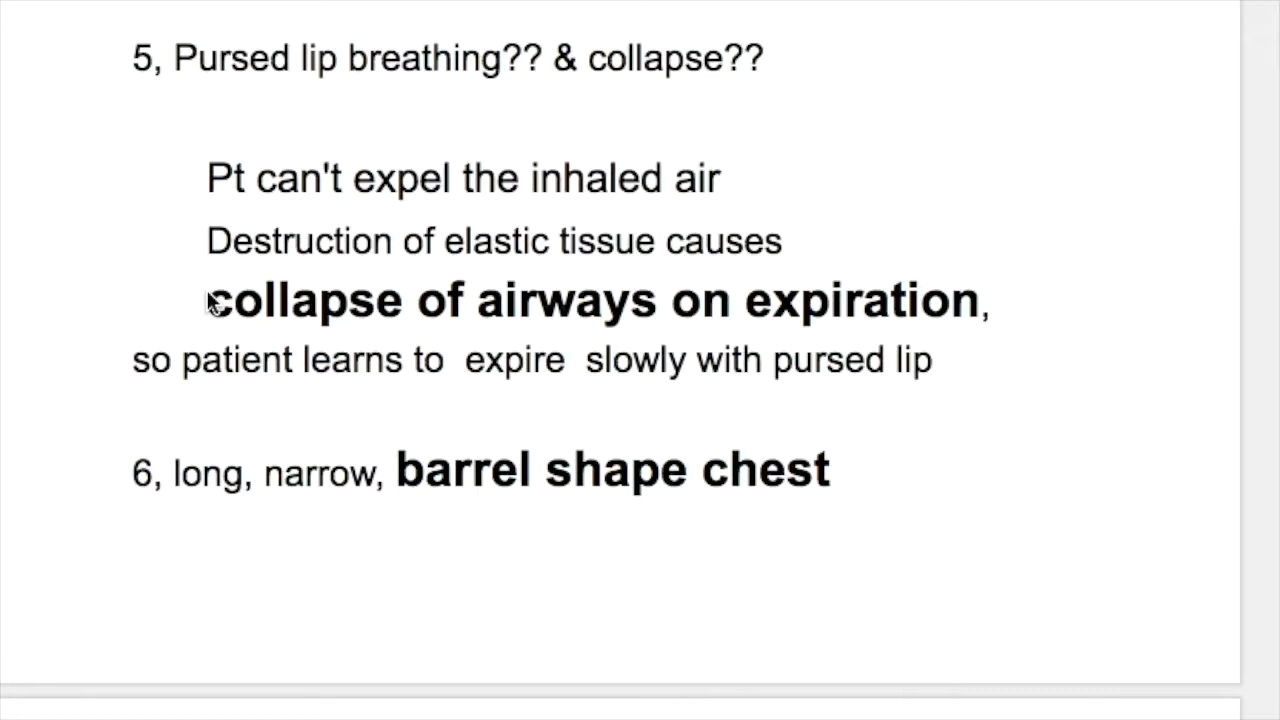 5, Pursed lip breathing?? & collapse??
Pt can't expel the inhaled air
Destruction of elastic tissue causes
collapse of airways on expiration,
so patient learns to expire slowly with pursed lip
6, long, narrow, barrel shape chest